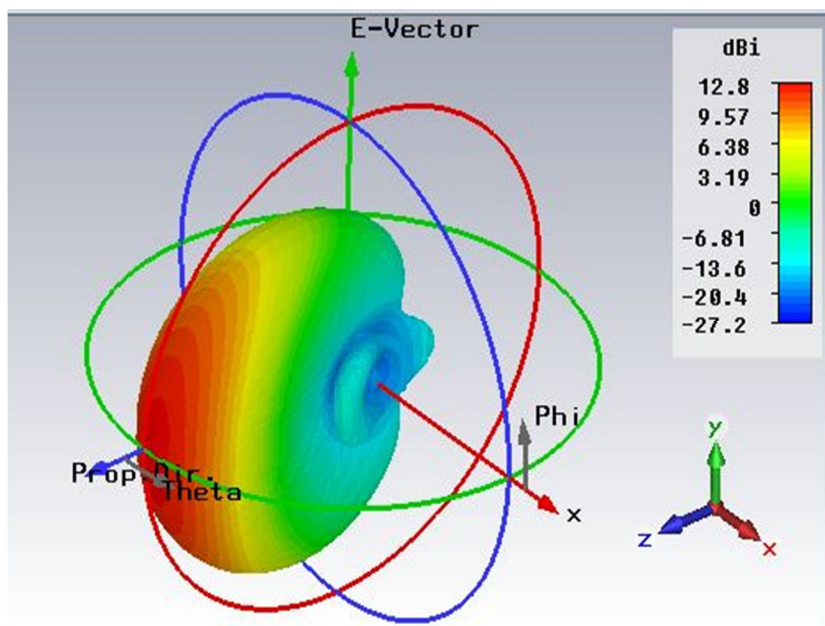 E-Vector
dBi
12.8
9.57
6.38
3.19
0
-6.81
-13.6
-20.4
-27.2
Phi
Prop.Dir.
Theta
x
y
z
x